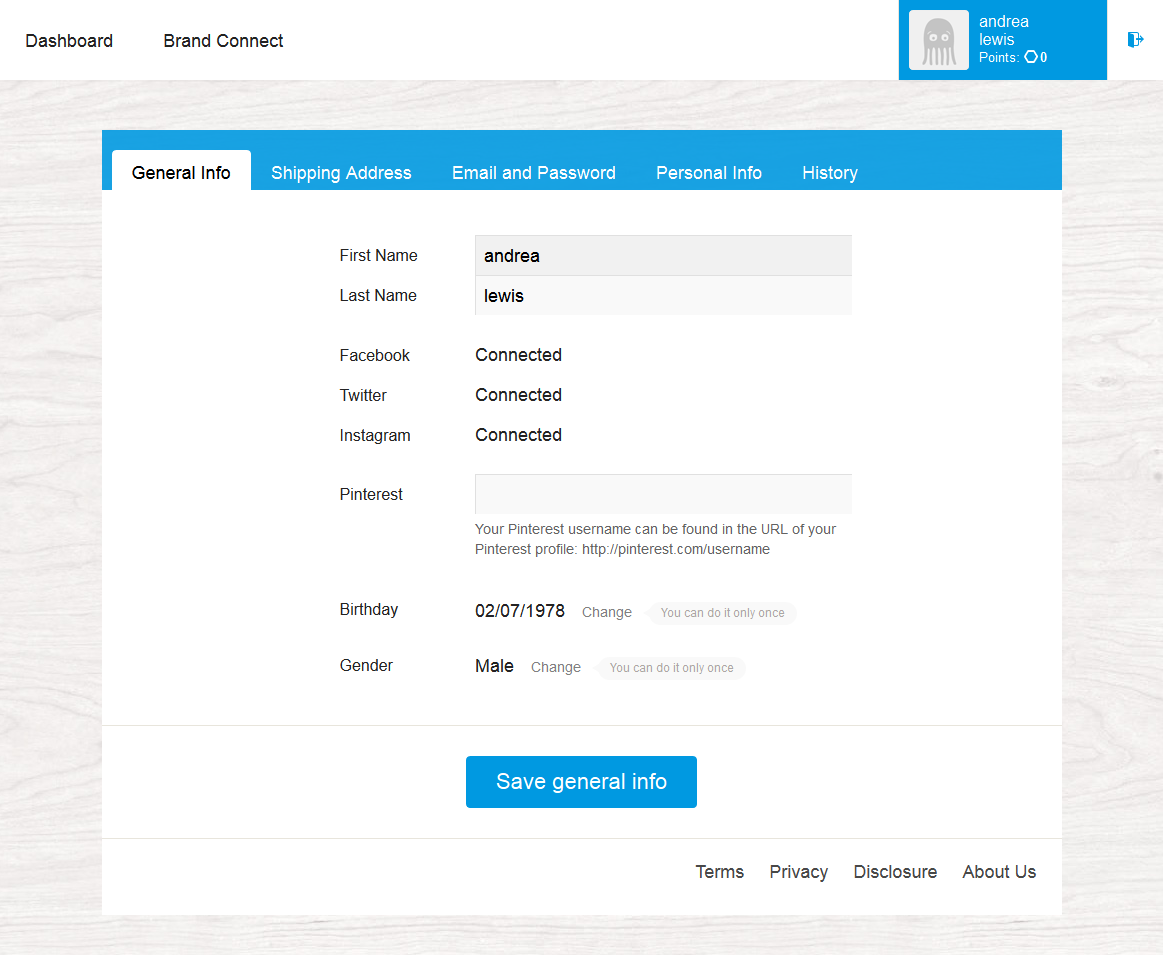 Dashboard
Brand Connect
andrea
lewis
Points: 0
General Info
Shipping Address
Email and Password
Personal Info
History
First Name
andrea
Last Name
lewis
Facebook
Connected
Twitter
Connected
Instagram
Connected
Pinterest
Your Pinterest username can be found in the URL of your
Pinterest profile: http://pinterest.com/username
Birthday
02/07/1978
Change
You can do it only once
Gender
Male
Change
You can do it only once
Save general info
Terms
Privacy
Disclosure
About Us